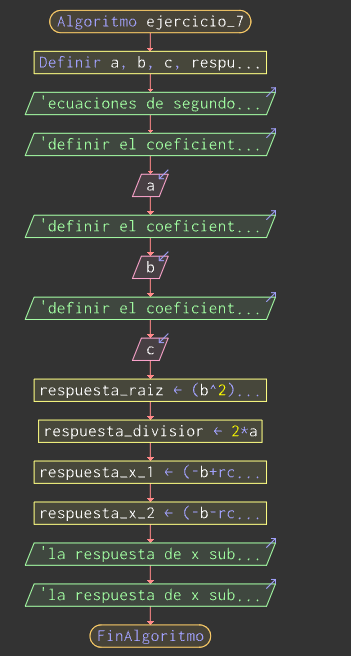 Algoritmo ejercicio_7
Definir a, b, c, respu...
'ecuaciones de segundo...
'definir el coeficient...
a
'definir el coeficient...
b
'definir el coeficient...
c
respuesta_raiz ← (b^2)...
respuesta_divisior ← 2*a
respuesta_x_1 ← (-b+rc...
respuesta_x_2 ← (-b-rc...
'la respuesta de x sub...
'la respuesta de x sub...
FinAlgoritmo